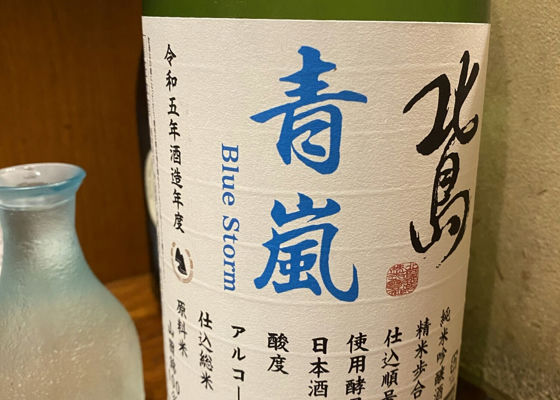 北島
純米吟醸酒
精米歩合
仕込順号
使用酵母
日本酒
酸度
アルコー
仕込総米
原料米
青嵐
Blue Storm
令和五年酒造年度